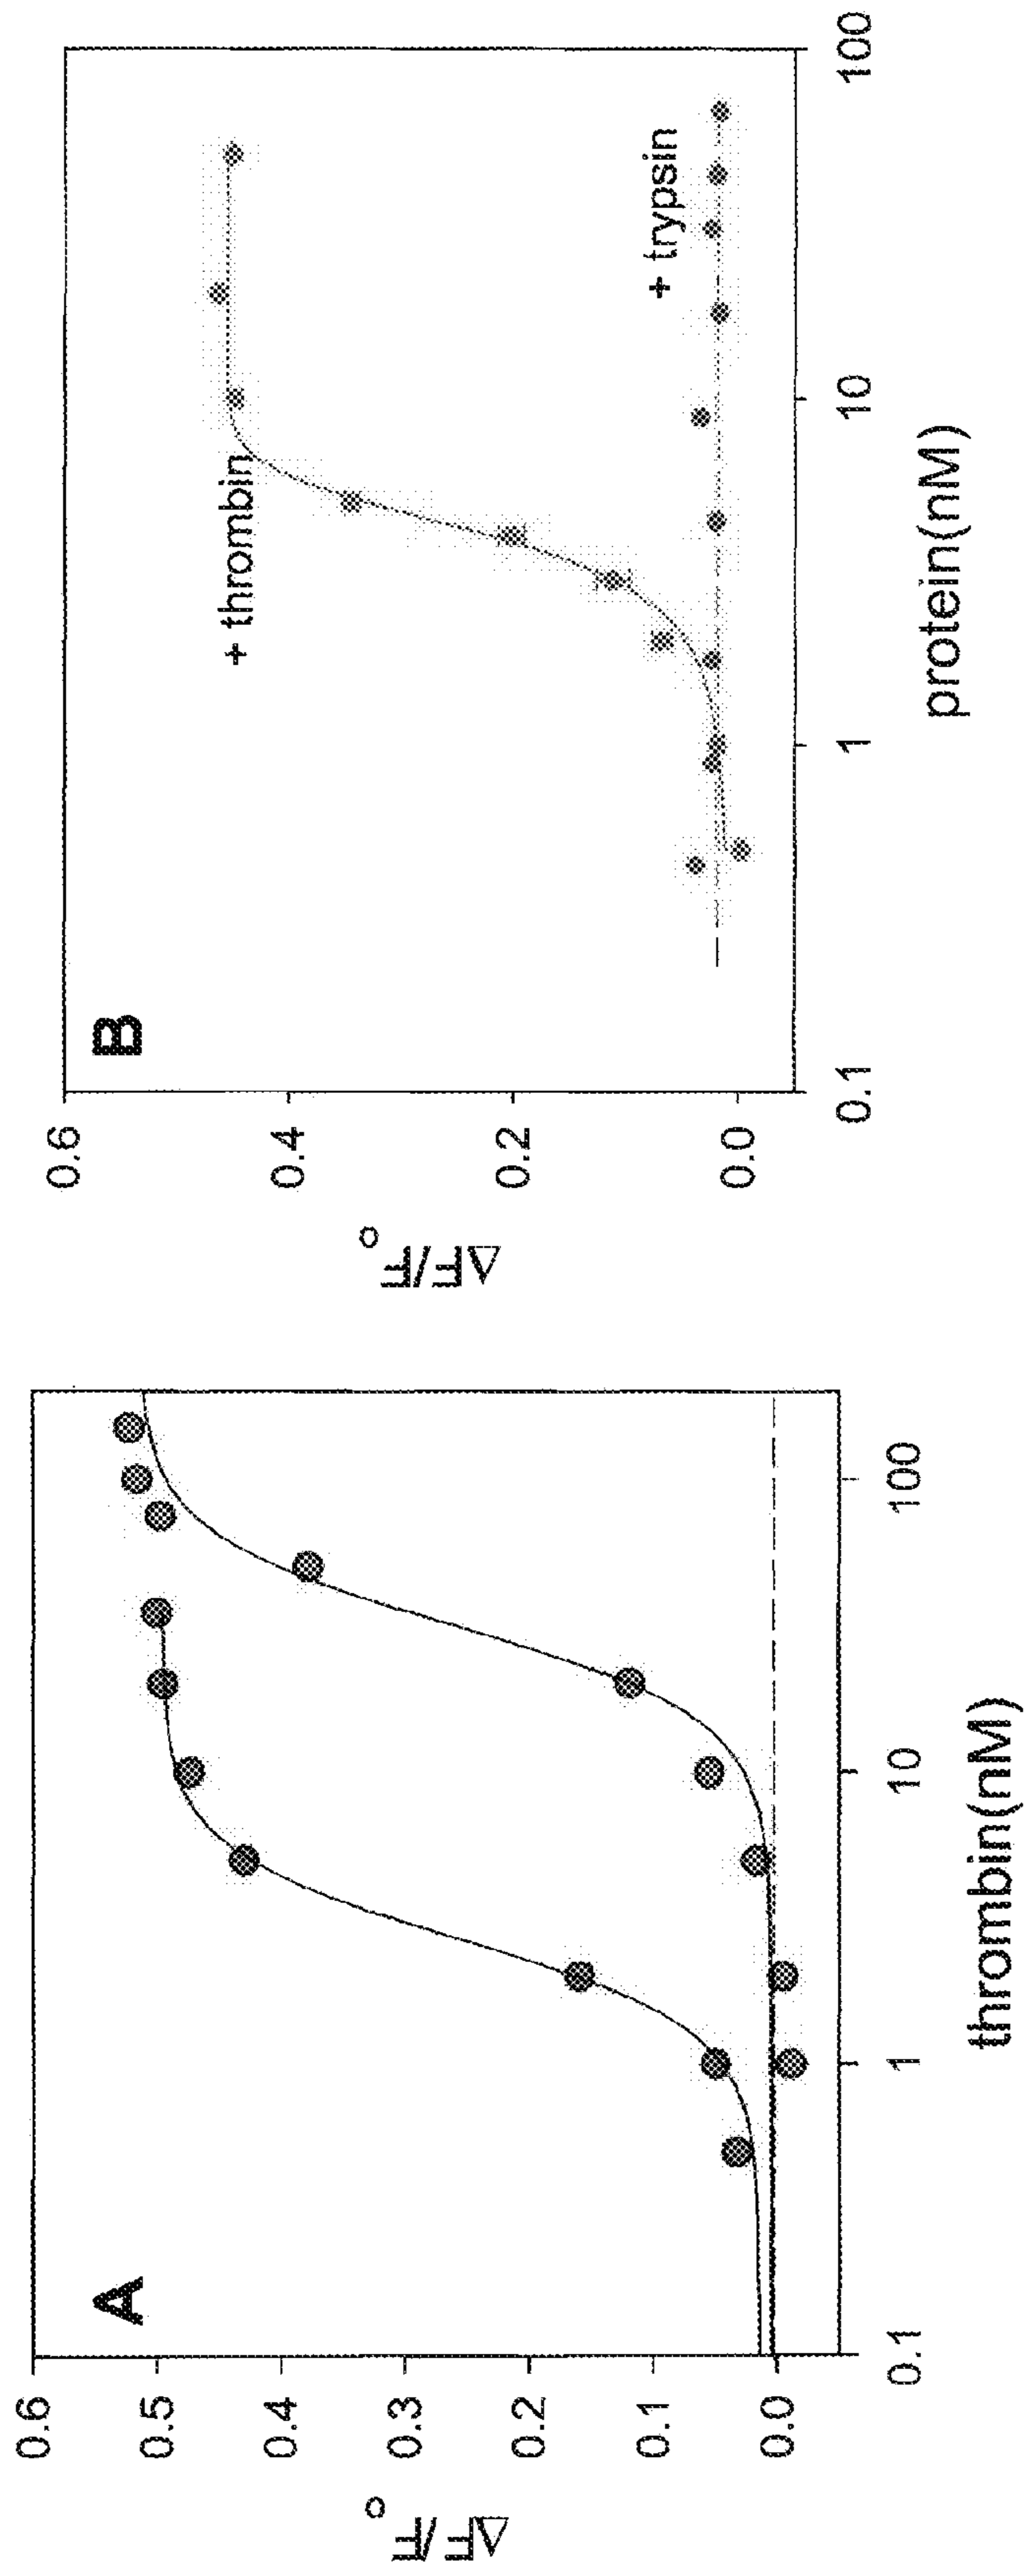 A
0.6
0.5
0.4
0.3
0.2
0.1
0.0
ΔF/Fo
0.1
1
10
100
thrombin(nM)
B
0.6
0.4
0.2
0.0
ΔF/Fo
+ thrombin
+ trypsin
0.1
1
10
100
protein(nM)